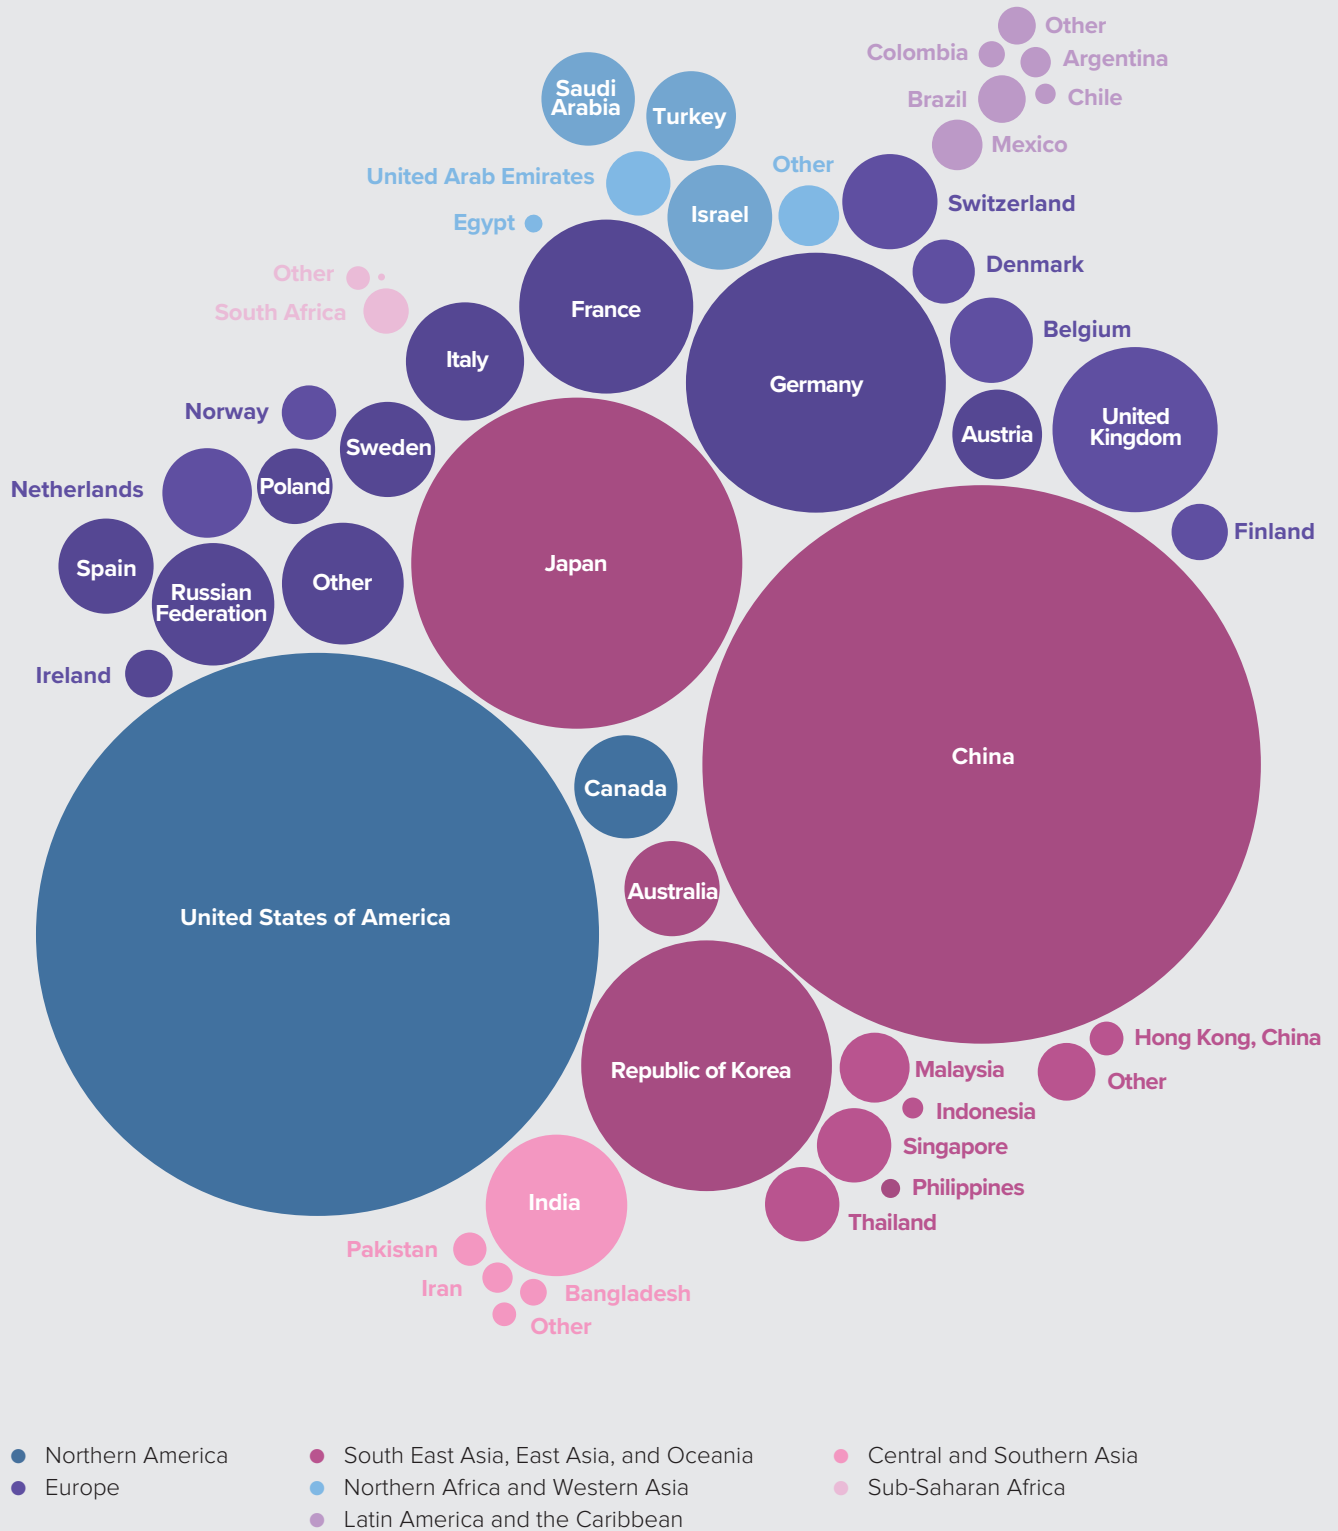 Other
Colombia
Argentina
Saudi
Arabia
Brazil
Chile
Turkey
Mexico
Other
United Arab Emirates
Switzerland
Israel
Egypt
Denmark
Other
South Africa
France
Belgium
Italy
Germany
Norway
United
Kingdom
Austria
Sweden
Netherlands
Poland
Finland
Spain
Japan
Other
Russian
Federation
Ireland
China
Canada
Australia
United States of America
Hong Kong, China
Republic of Korea
Malaysia
Other
Indonesia
Singapore
Philippines
India
Thailand
Pakistan
Iran
Bangladesh
Other
Northern America
South East Asia, East Asia, and Oceania
Central and Southern Asia
Europe
Northern Africa and Western Asia
Sub-Saharan Africa
Latin America and the Caribbean